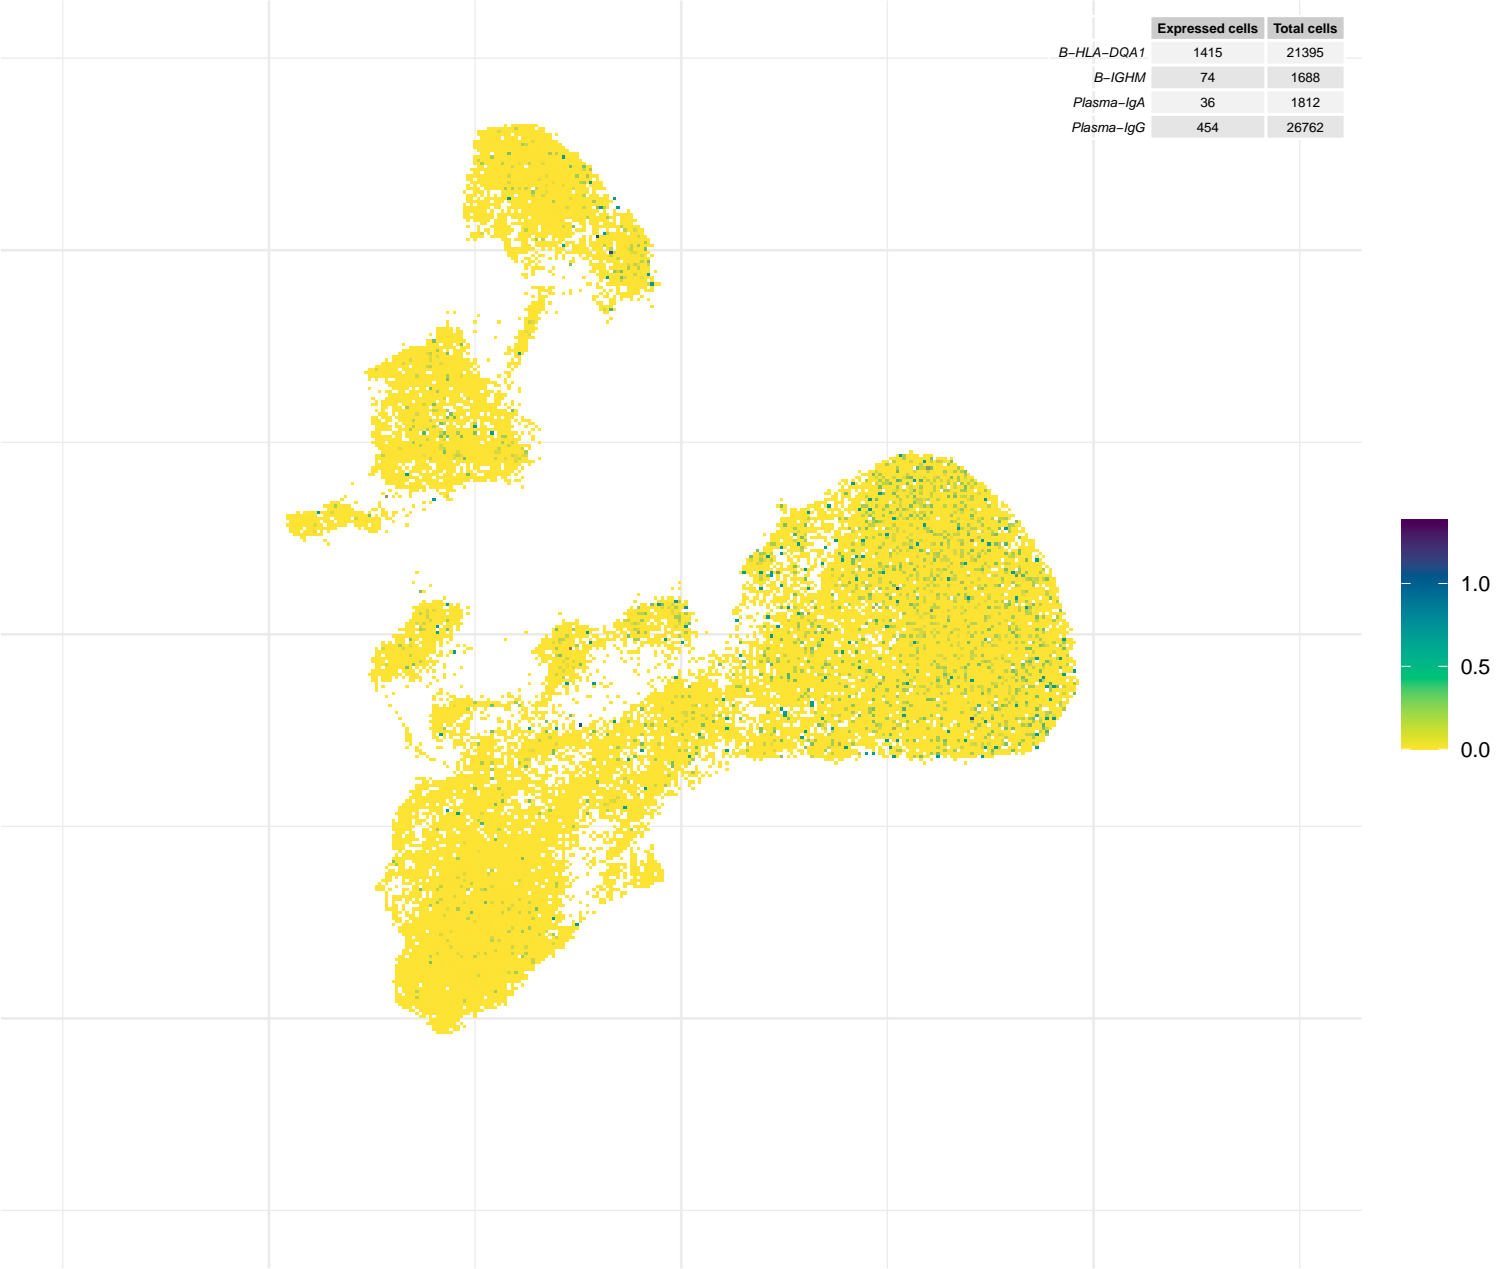 Expressed cells Total cells
B−HLA−DQA1 1415 21395
B−IGHM 74 1688
Plasma−IgA 36 1812
Plasma−IgG 454 26762
1.0
0.5
0.0